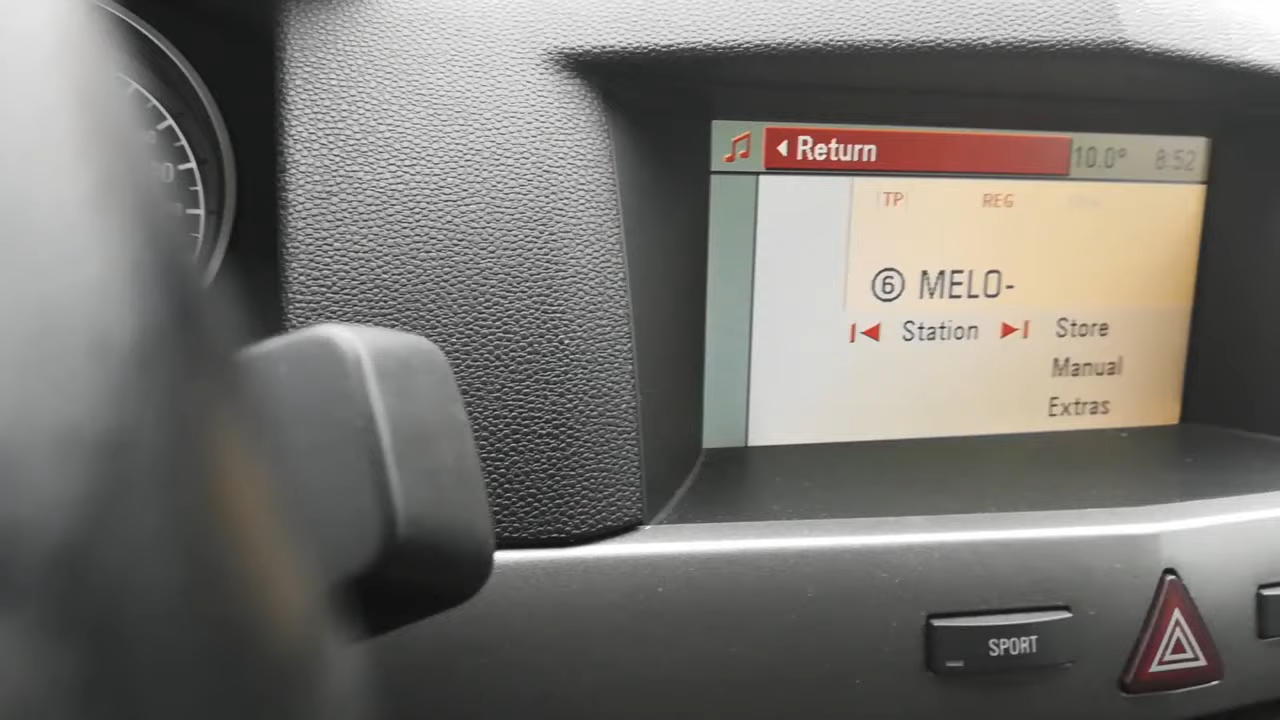 Return 10.0° 8:52
TP REG
6 MELO-
Station Store
Manual
Extras
SPORT